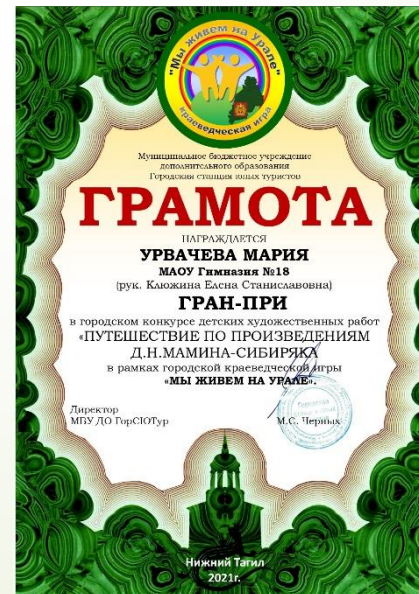 "Мы живем на Урале"
краеведческая игра
Муниципальное бюджетное учреждение
дополнительного образования
Городская станция юных туристов
ГРАМОТА
НАГРАЖДАЕТСЯ
УРВАЧЕВА МАРИЯ
МАОУ Гимназия №18
(рук. Клюжина Елена Станиславовна)
ГРАН-ПРИ
в городском конкурсе детских художественных работ
«ПУТЕШЕСТВИЕ ПО ПРОИЗВЕДЕНИЯМ
Д.Н.МАМИНА-СИБИРЯКА
в рамках городской краеведческой игры
«МЫ ЖИВЕМ НА УРАЛЕ».
Директор
МБУ ДО ГорСЮТур
М.С. Черных
Нижний Тагил
2021г.